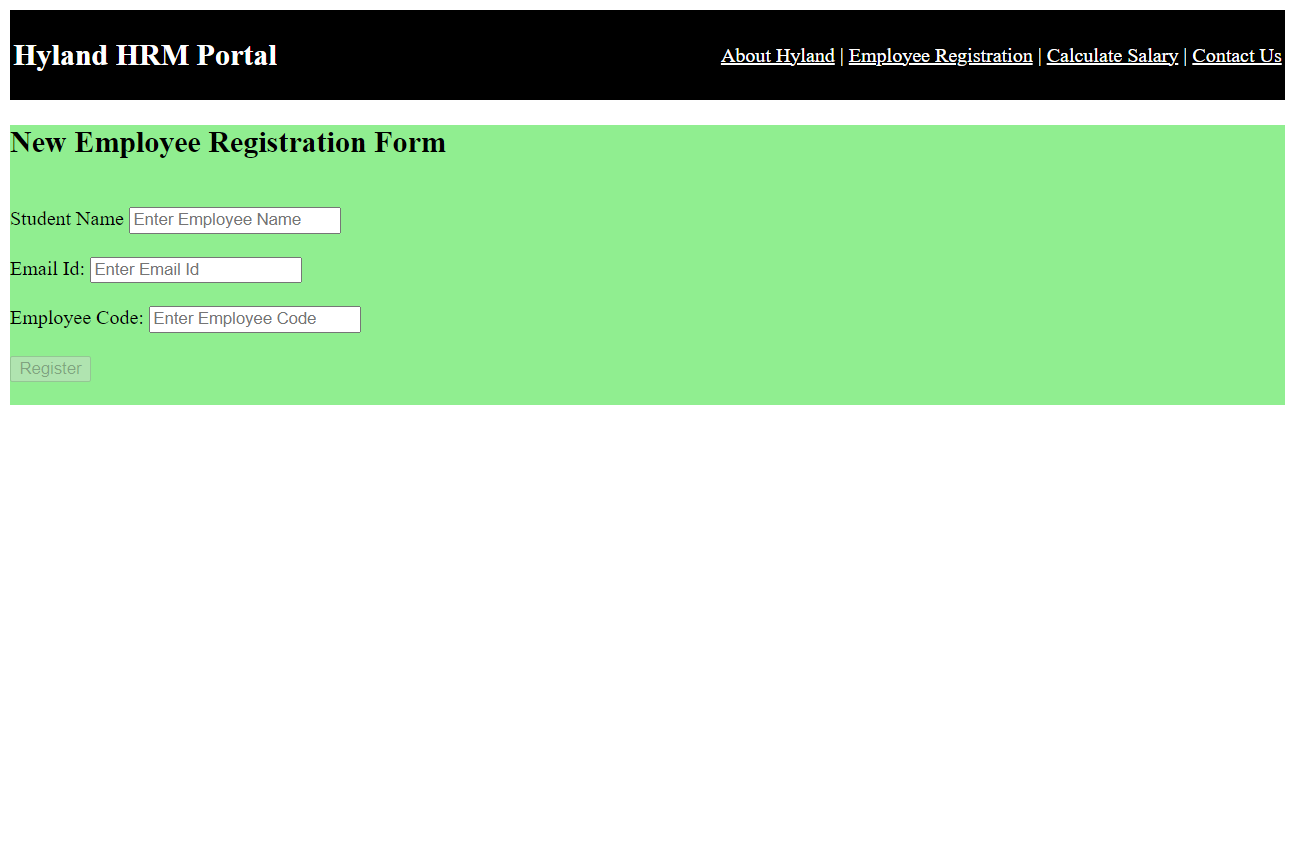 Hyland HRM Portal
About Hyland | Employee Registration | Calculate Salary | Contact Us
New Employee Registration Form
Student Name Enter Employee Name
Email Id: Enter Email Id
Employee Code: Enter Employee Code
Register